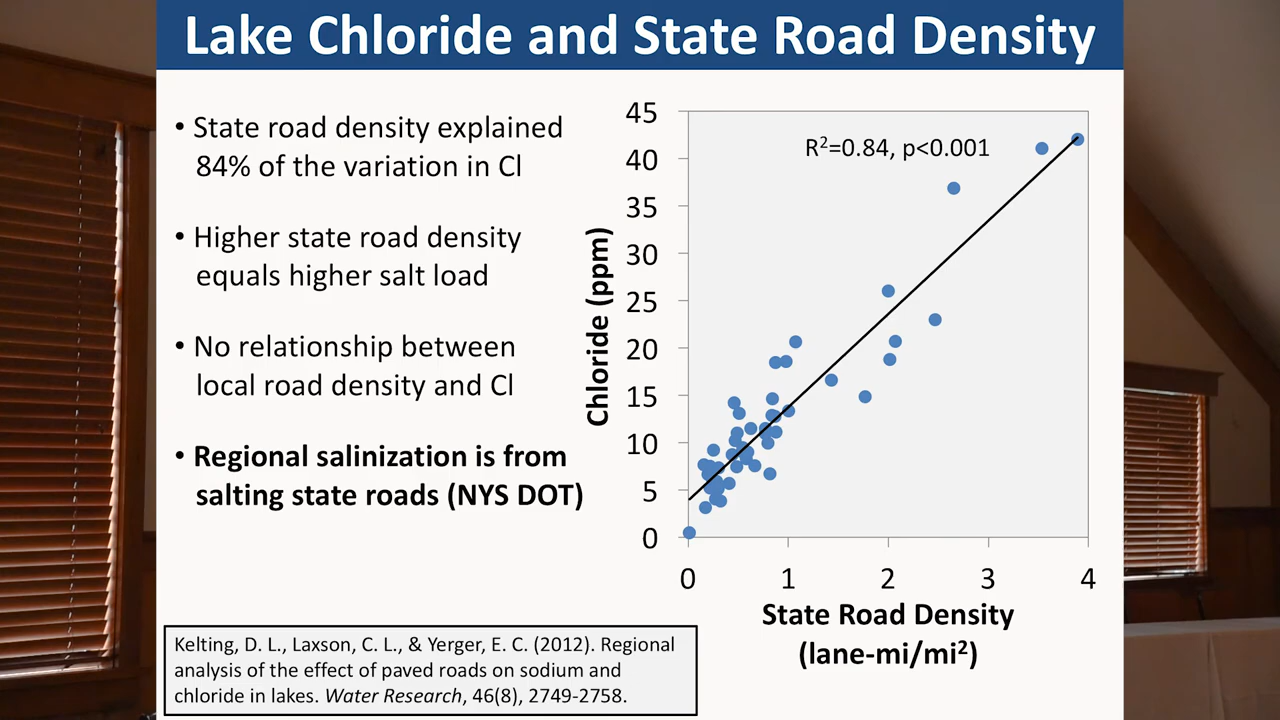 Lake Chloride and State Road Density
• State road density explained
84% of the variation in Cl
• Higher state road density
equals higher salt load
• No relationship between
local road density and Cl
• Regional salinization is from
salting state roads (NYS DOT)
Kelting, D. L., Laxson, C. L., & Yerger, E. C. (2012). Regional
analysis of the effect of paved roads on sodium and
chloride in lakes. Water Research, 46(8), 2749-2758.
R²=0.84, p<0.001
Chloride (ppm)
45
40
35
30
25
20
15
10
5
0
0 1 2 3 4
State Road Density
(lane-mi/mi²)